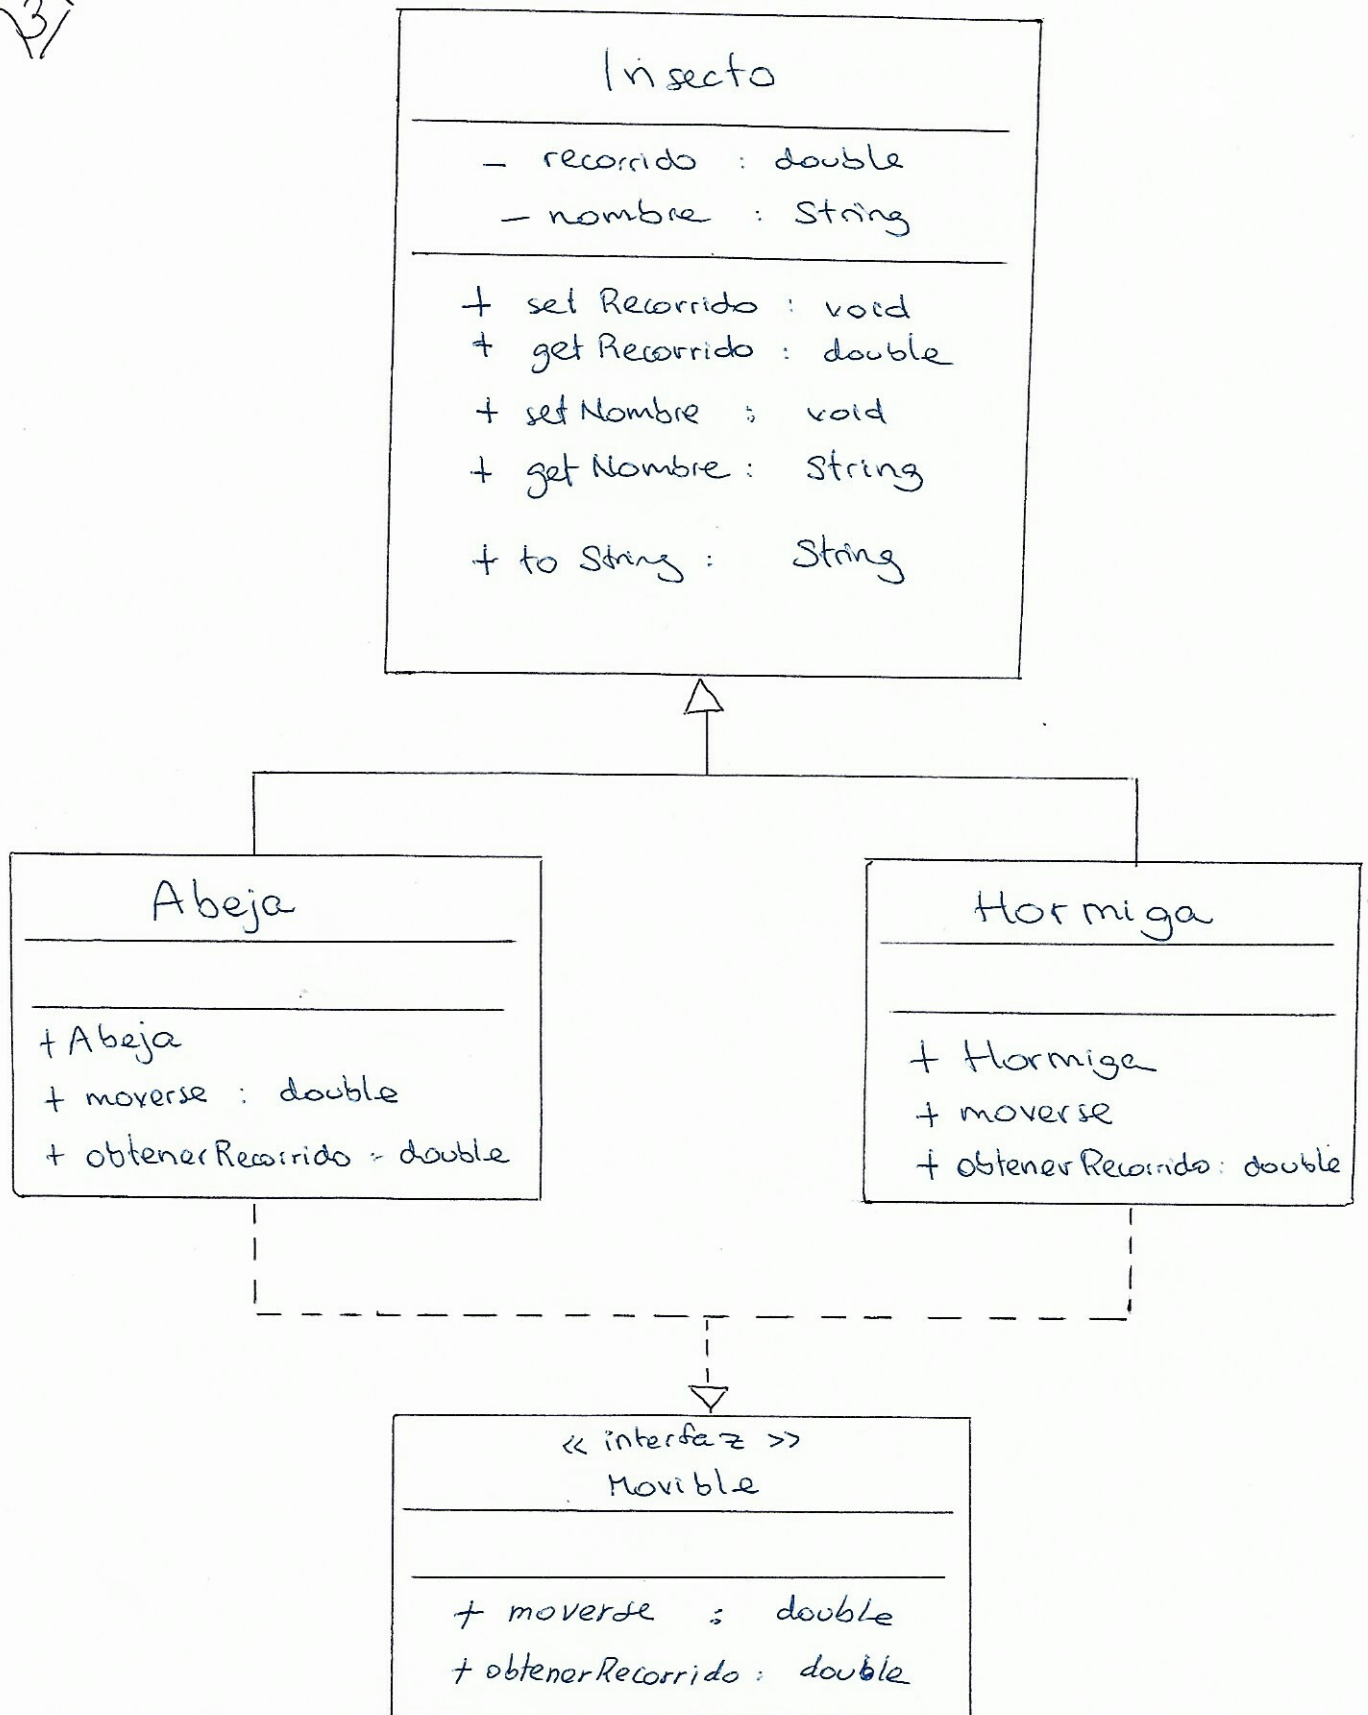 3
Insecto
- recorrido : double
- nombre : String
+ set Recorrido : void
+ get Recorrido : double
+ set Nombre : void
+ get Nombre : String
+ to String : String
Abeja
+ Abeja
+ moverse : double
+ obtenerRecorrido : double
Hormiga
+ Hormiga
+ moverse
+ obtenerRecorrido : double
<< interfaz >>
Movible
+ moverse : double
+ obtenerRecorrido : double